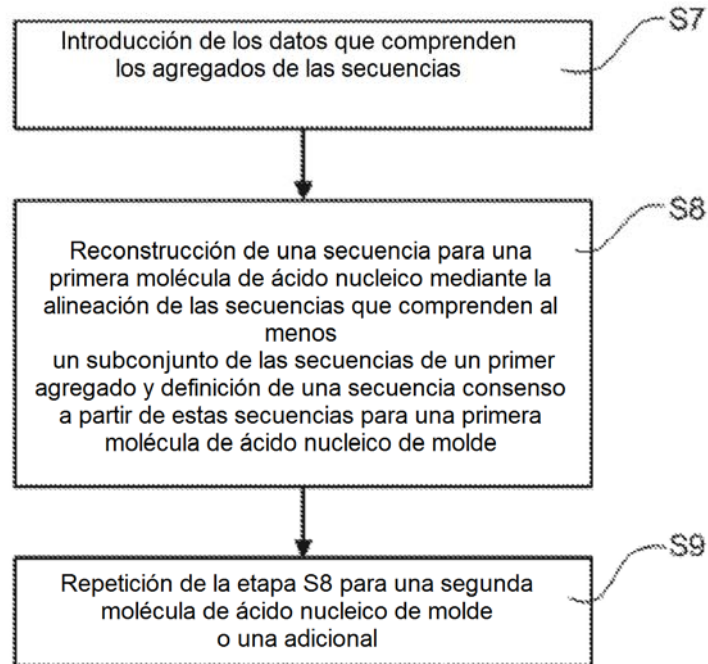 S7
Introducción de los datos que comprenden
los agregados de las secuencias
S8
Reconstrucción de una secuencia para una
primera molécula de ácido nucleico mediante la
alineación de las secuencias que comprenden al
menos
un subconjunto de las secuencias de un primer
agregado y definición de una secuencia consenso
a partir de estas secuencias para una primera
molécula de ácido nucleico de molde
S9
Repetición de la etapa S8 para una segunda
molécula de ácido nucleico de molde
o una adicional